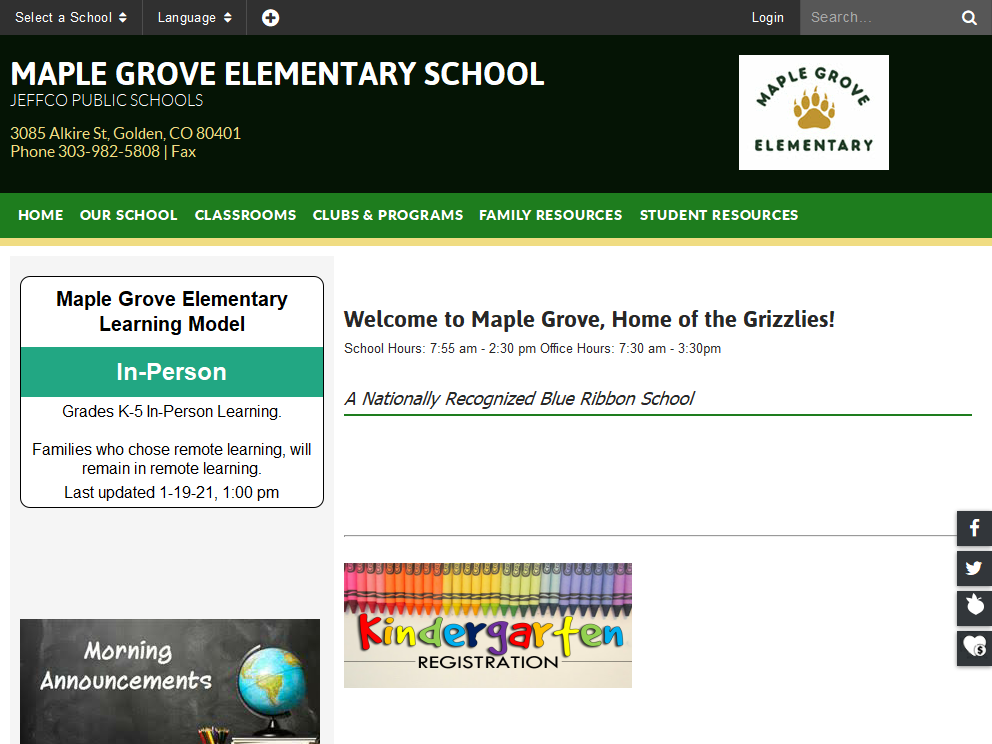 Select a School
Language
Login
Search...
MAPLE GROVE ELEMENTARY SCHOOL
JEFFCO PUBLIC SCHOOLS
3085 Alkire St, Golden, CO 80401
Phone 303-982-5808 | Fax
MAPLE GROVE
ELEMENTARY
HOME OUR SCHOOL CLASSROOMS CLUBS & PROGRAMS FAMILY RESOURCES STUDENT RESOURCES
Maple Grove Elementary
Learning Model
In-Person
Grades K-5 In-Person Learning.
Families who chose remote learning, will
remain in remote learning.
Last updated 1-19-21, 1:00 pm
Morning
Announcements
Welcome to Maple Grove, Home of the Grizzlies!
School Hours: 7:55 am - 2:30 pm Office Hours: 7:30 am - 3:30pm
A Nationally Recognized Blue Ribbon School
Kindergarten
REGISTRATION